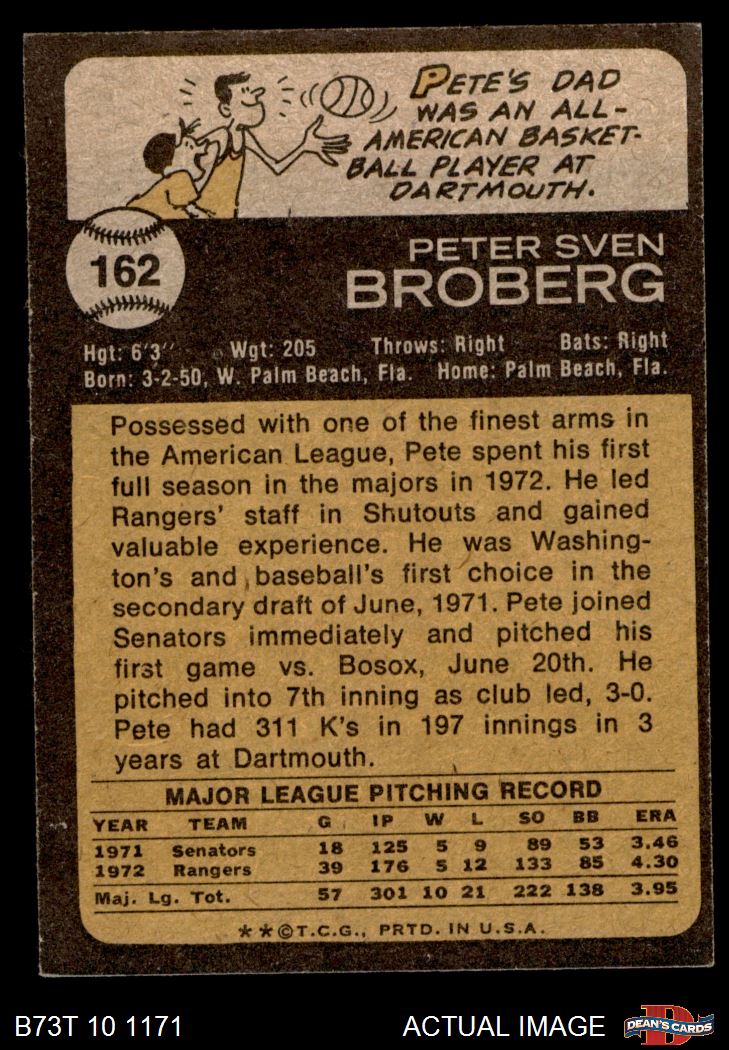 PETE'S DAD
WAS AN ALL-
AMERICAN BASKET-
BALL PLAYER AT
DARTMOUTH.
162
PETER SVEN
BROBERG
Hgt: 6'3" Wgt: 205 Throws: Right Bats: Right
Born: 3-2-50, W. Palm Beach, Fla. Home: Palm Beach, Fla.
Possessed with one of the finest arms in
the American League, Pete spent his first
full season in the majors in 1972. He led
Rangers' staff in Shutouts and gained
valuable experience. He was Washing-
ton's and baseball's first choice in the
secondary draft of June, 1971. Pete joined
Senators immediately and pitched his
first game vs. Bosox, June 20th. He
pitched into 7th inning as club led, 3-0.
Pete had 311 K's in 197 innings in 3
years at Dartmouth.
MAJOR LEAGUE PITCHING RECORD
YEAR TEAM G IP W L SO BB ERA
1971 Senators 18 125 5 9 89 53 3.46
1972 Rangers 39 176 5 12 133 85 4.30
Maj. Lg. Tot. 57 301 10 21 222 138 3.95
**©T.C.G., PRTD. IN U.S.A.
B73T 10 1171 ACTUAL IMAGE D DEAN'S CARDS